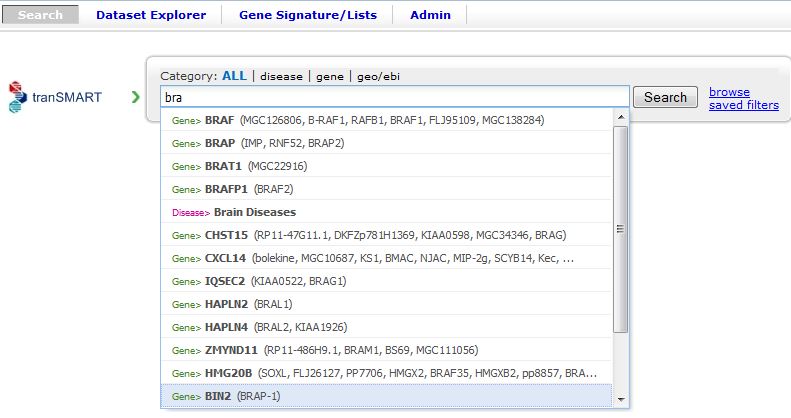 Search Dataset Explorer Gene Signature/Lists Admin
Category: ALL | disease | gene | geo/ebi
tranSMART
bra
Search
browse
saved filters
Gene> BRAF (MGC126806, B-RAF1, RAFB1, BRAF1, FLJ95109, MGC138284)
Gene> BRAP (IMP, RNF52, BRAP2)
Gene> BRAT1 (MGC22916)
Gene> BRAFP1 (BRAF2)
Disease> Brain Diseases
Gene> CHST15 (RP11-47G11.1, DKFZp781H1369, KIAA0598, MGC34346, BRAG)
Gene> CXCL14 (bolekine, MGC10687, KS1, BMAC, NJAC, MIP-2g, SCYB14, Kec, ...
Gene> IQSEC2 (KIAA0522, BRAG1)
Gene> HAPLN2 (BRAL1)
Gene> HAPLN4 (BRAL2, KIAA1926)
Gene> ZMYND11 (RP11-486H9.1, BRAM1, BS69, MGC111056)
Gene> HMG20B (SOXL, FLJ26127, PP7706, HMGX2, BRAF35, HMGXB2, pp8857, BRA...
Gene> BIN2 (BRAP-1)